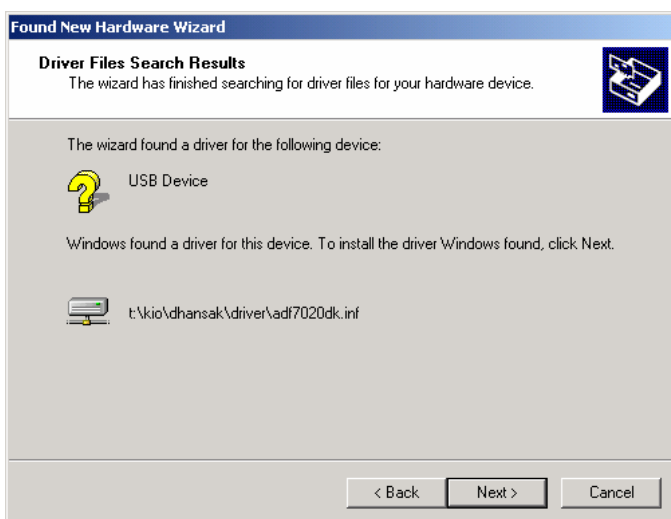 Found New Hardware Wizard
Driver Files Search Results
The wizard has finished searching for driver files for your hardware device.
The wizard found a driver for the following device:
USB Device
Windows found a driver for this device. To install the driver Windows found, click Next.
t:\kio\dhansak\driver\adf7020dk.inf
< Back Next > Cancel